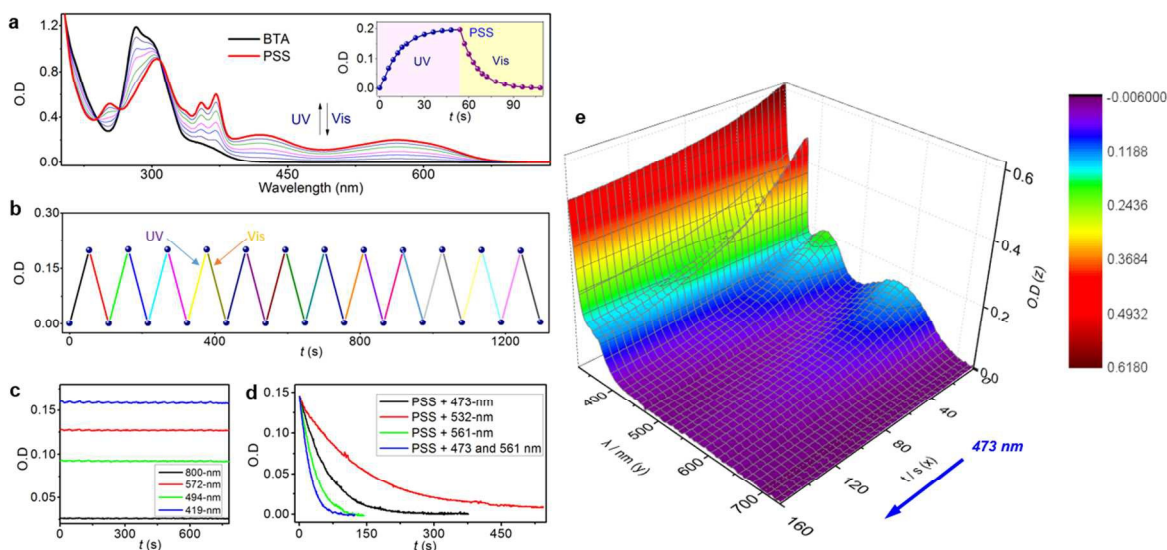 a
1.2
0.8
0.4
0.0
O.D
BTA
PSS
UV
Vis
300
450
600
Wavelength (nm)
0.2
0.1
0.0
O.D
PSS
UV
Vis
0
30
60
90
t (s)
b
0.30
0.15
0.00
O.D
UV
Vis
0
400
800
1200
t (s)
c
0.15
0.10
0.05
O.D
800-nm
572-nm
494-nm
419-nm
0
300
600
t (s)
d
0.15
0.10
0.05
0.00
O.D
PSS + 473-nm
PSS + 532-nm
PSS + 561-nm
PSS + 473 and 561 nm
0
150
300
450
t (s)
e
0.6
0.4
0.2
0.0
O.D (z)
400
500
600
700
λ / nm (y)
0
40
80
120
160
t / s (x)
473 nm
-0.006000
0.1188
0.2436
0.3684
0.4932
0.6180